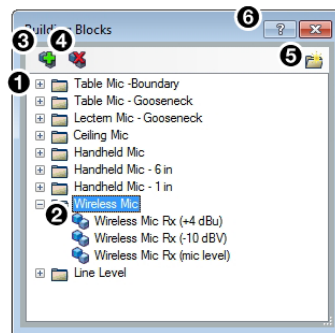 Building Blocks
6
3
4
5
1
Table Mic -Boundary
Table Mic - Gooseneck
Lectern Mic - Gooseneck
Ceiling Mic
Handheld Mic
Handheld Mic - 6 in
Handheld Mic - 1 in
2
Wireless Mic
Wireless Mic Rx (+4 dBu)
Wireless Mic Rx (-10 dBV)
Wireless Mic Rx (mic level)
Line Level